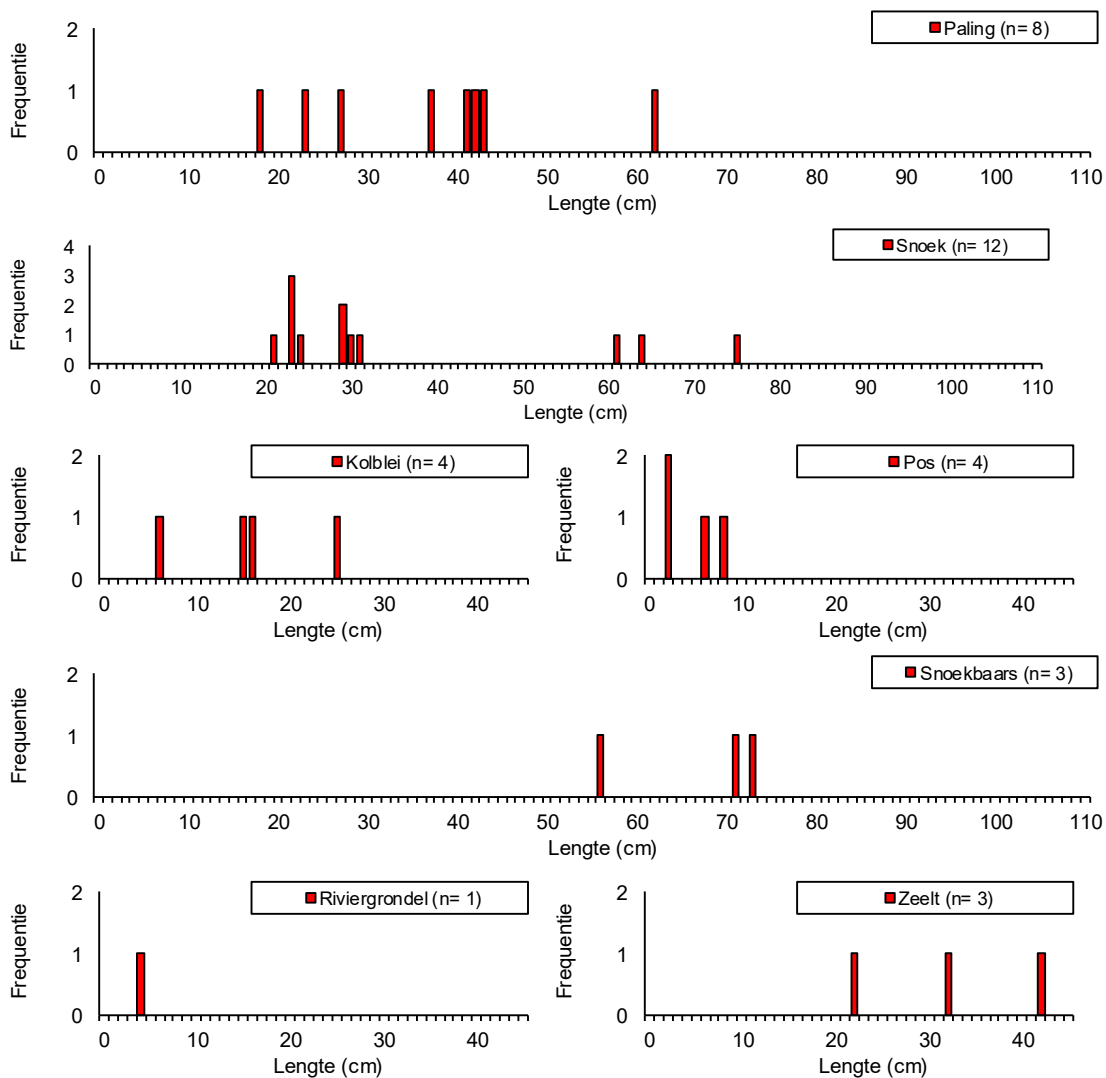 Paling (n= 8)
Frequentie
2
1
0
0 10 20 30 40 50 60 70 80 90 100 110
Lengte (cm)
Snoek (n= 12)
Frequentie
4
3
2
1
0
0 10 20 30 40 50 60 70 80 90 100 110
Lengte (cm)
Kolblei (n= 4)
Frequentie
2
1
0
0 10 20 30 40
Lengte (cm)
Pos (n= 4)
Frequentie
2
1
0
0 10 20 30 40
Lengte (cm)
Snoekbaars (n= 3)
Frequentie
2
1
0
0 10 20 30 40 50 60 70 80 90 100 110
Lengte (cm)
Riviergrondel (n= 1)
Frequentie
2
1
0
0 10 20 30 40
Lengte (cm)
Zeelt (n= 3)
Frequentie
2
1
0
0 10 20 30 40
Lengte (cm)